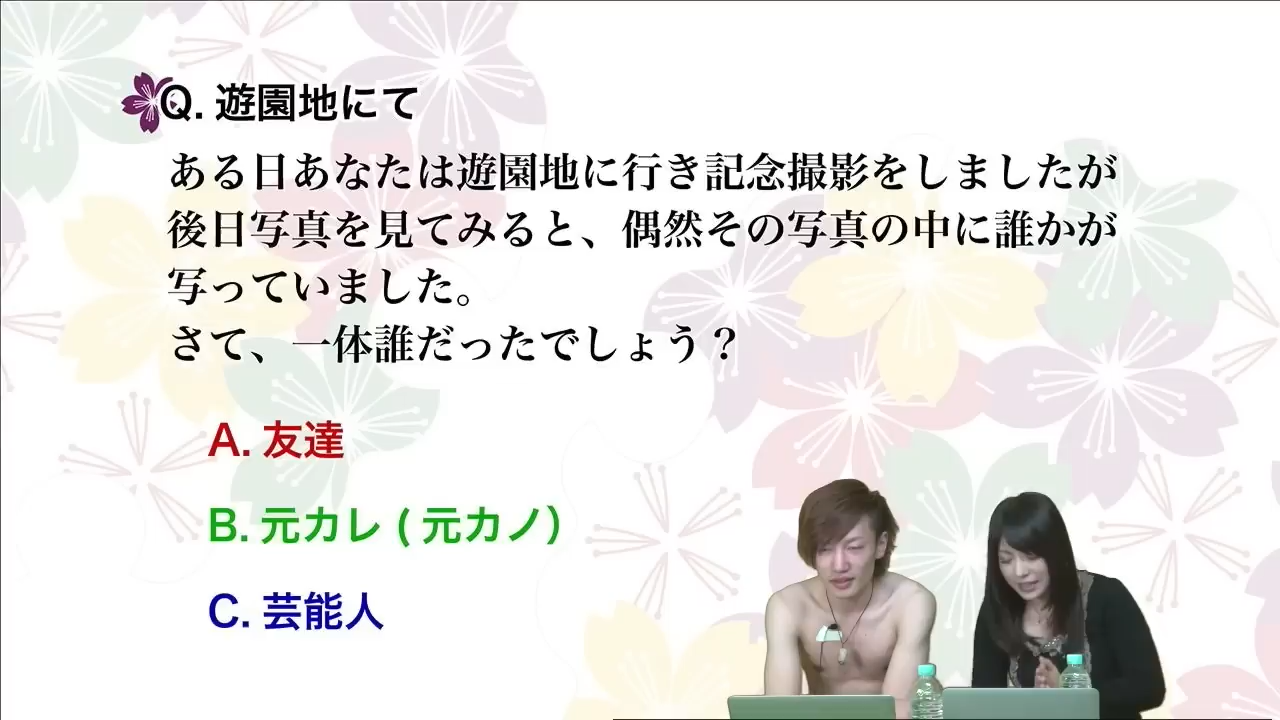 Q. 遊園地にて
ある日あなたは遊園地に行き記念撮影をしましたが
後日写真を見てみると、偶然その写真の中に誰かが
写っていました。
さて、一体誰だったでしょう？
A. 友達
B. 元カレ ( 元カノ）
C. 芸能人